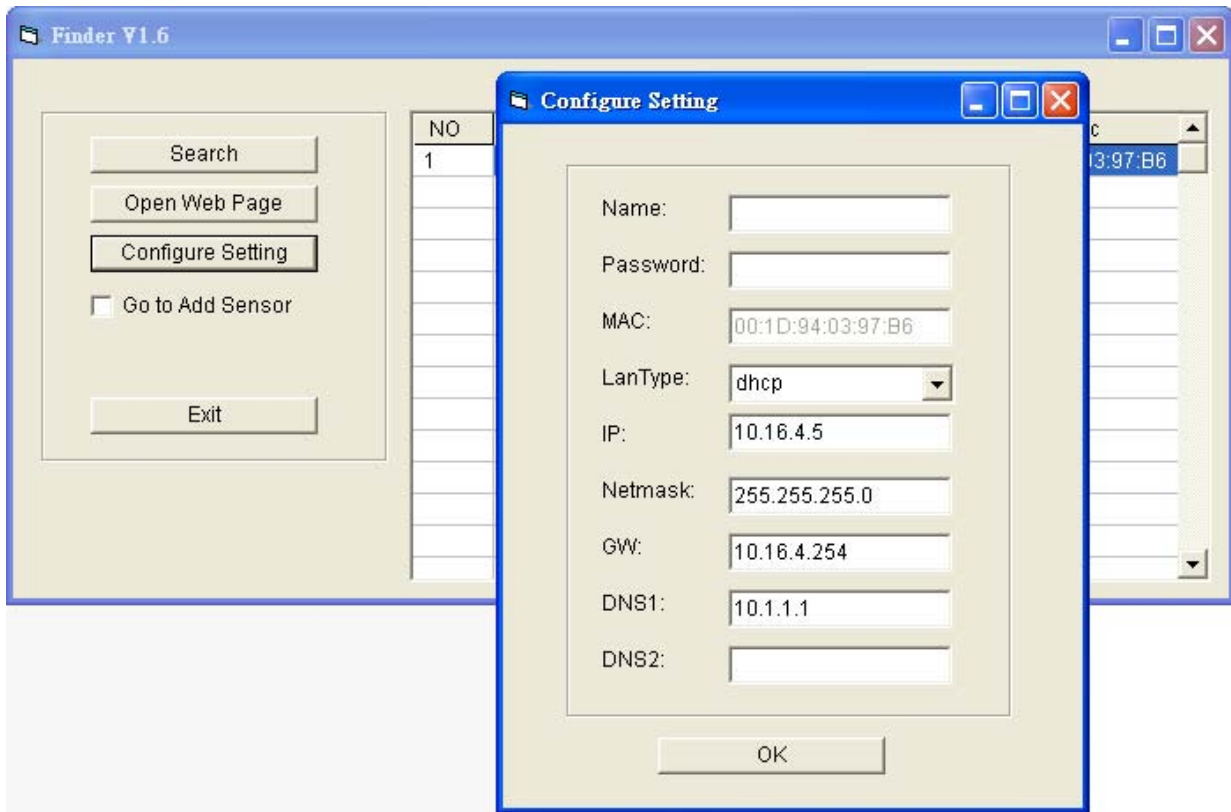 Finder V1.6
Search
Open Web Page
Configure Setting
Go to Add Sensor
Exit
NO
1
c
03:97:B6
Configure Setting
Name:
Password:
MAC: 00:1D:94:03:97:B6
LanType: dhcp
IP: 10.16.4.5
Netmask: 255.255.255.0
GW: 10.16.4.254
DNS1: 10.1.1.1
DNS2:
OK